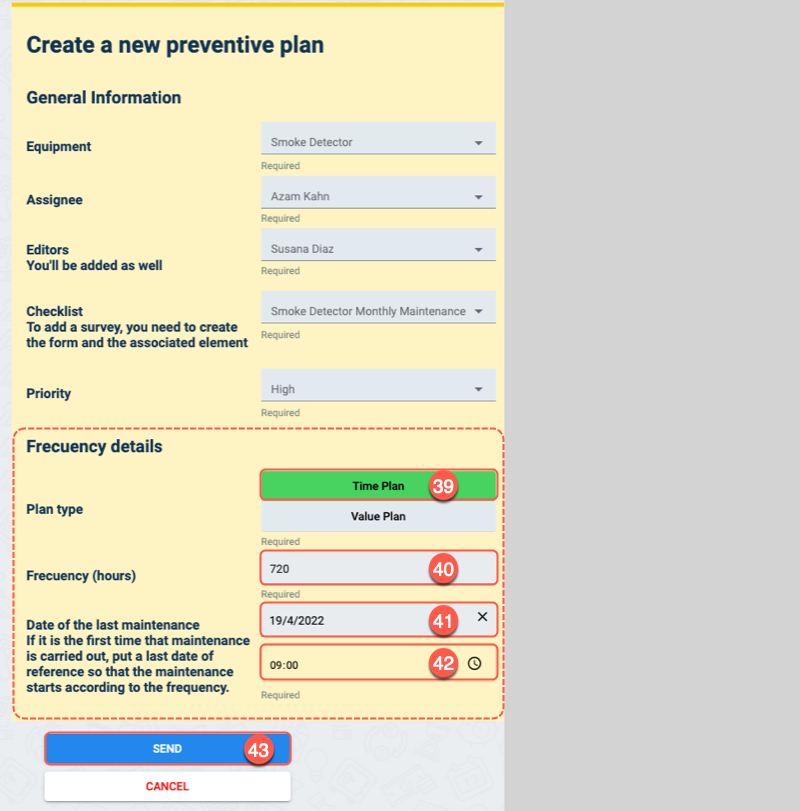 Create a new preventive plan
General Information
Equipment
Smoke Detector
Required
Assignee
Azam Kahn
Required
Editors
You'll be added as well
Susana Diaz
Required
Checklist
To add a survey, you need to create
the form and the associated element
Smoke Detector Monthly Maintenance
Required
Priority
High
Required
Frecuency details
Plan type
Time Plan 39
Value Plan
Required
Frecuency (hours)
720 40
Required
Date of the last maintenance
If it is the first time that maintenance
is carried out, put a last date of
reference so that the maintenance
starts according to the frequency.
19/4/2022 41
09:00 42
Required
SEND 43
CANCEL